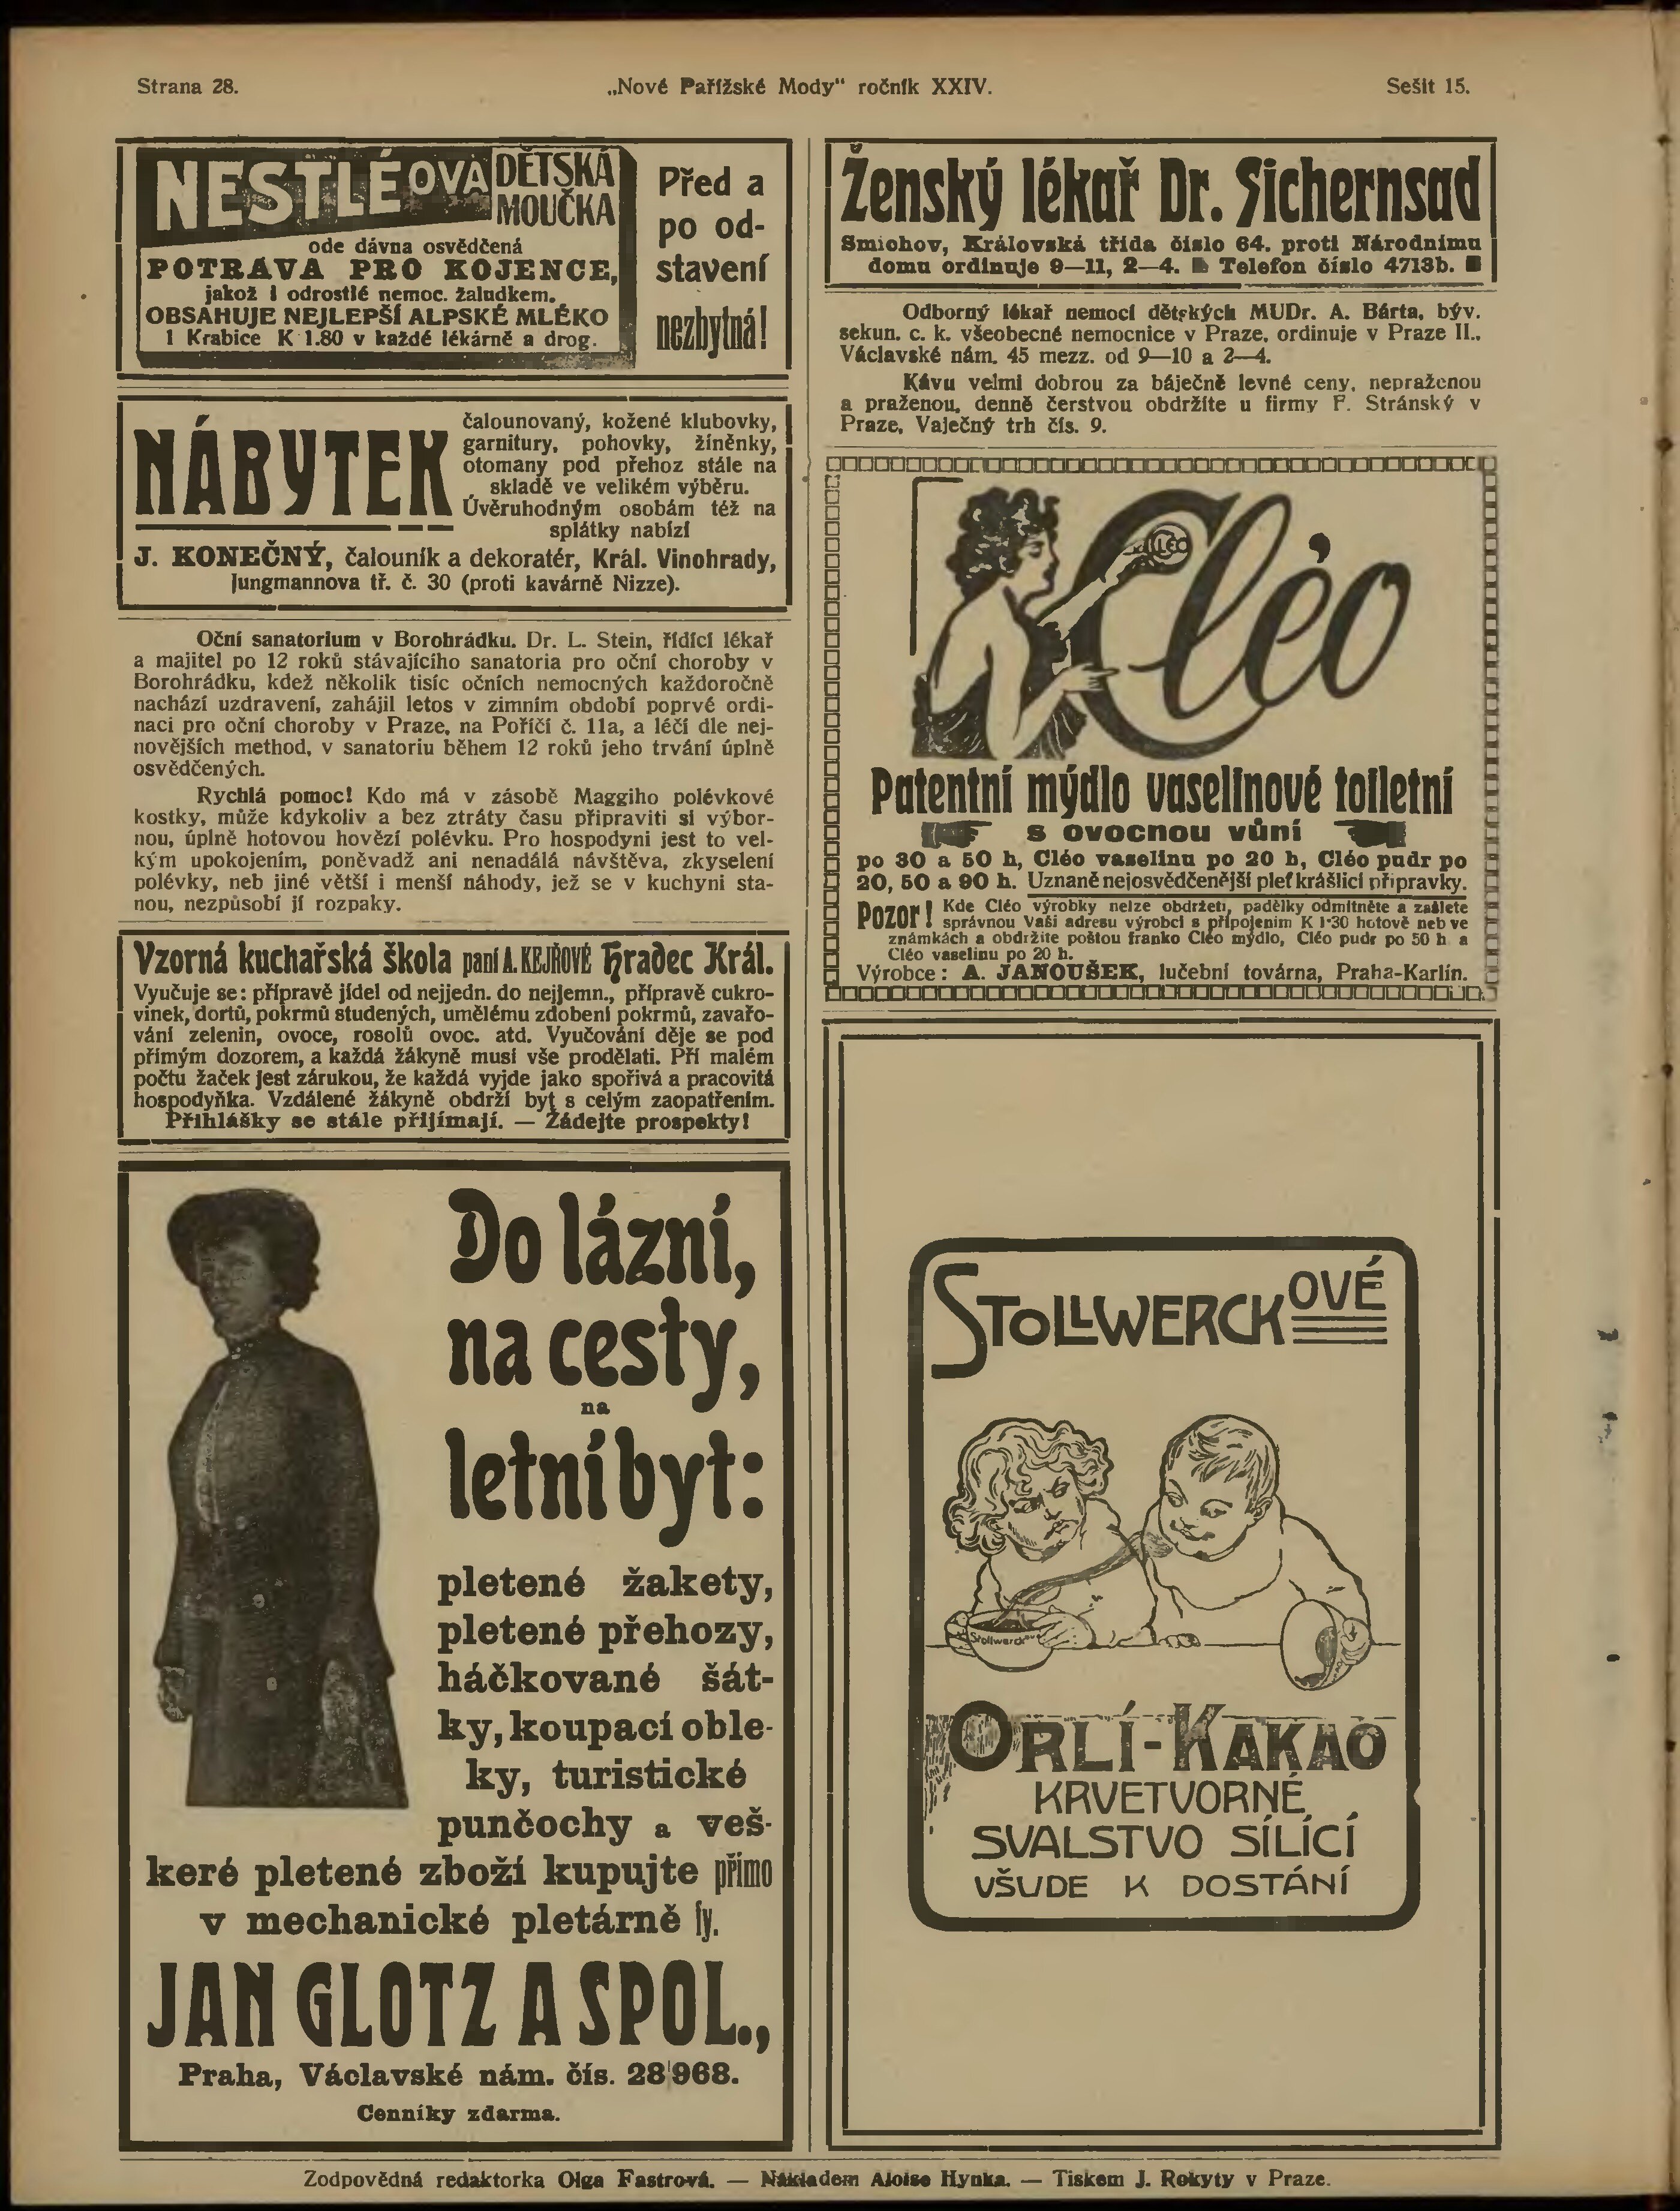 Strana 28.
„Nové Pařížské Mody“ ročník XXIV.
Sešit 15.
NESTLÉOVA DĚTSKÁ
MOUČKA
ode dávna osvědčená
POTRAVA PRO KOJENCE,
jakož i odrostlé nemoc. žaludkem.
OBSAHUJE NEJLEPŠÍ ALPSKÉ MLÉKO
1 Krabice K 1.80 v každé lékárně a drog.
Před a
po od-
stavení
nezbytná!
NÁBYTEK
čalounovaný, kožené klubovky,
garnitury, pohovky, žíněnky,
otomany pod přehoz stále na
skladě ve velikém výběru.
Úvěruhodným osobám též na
splátky nabízí
J. KONEČNÝ, čalouník a dekoratér, Král. Vinohrady,
Jungmannova tř. č. 30 (proti kavárně Nizze).
Oční sanatorium v Borohrádku. Dr. L. Stein, řídící lékař
a majitel po 12 roků stávajícího sanatoria pro oční choroby v
Borohrádku, kdež několik tisíc očních nemocných každoročně
nachází uzdravení, zahájil letos v zimním období poprvé ordi-
naci pro oční choroby v Praze, na Poříčí č. 11a, a léčí dle nej-
novějších method, v sanatoriu během 12 roků jeho trvání úplně
osvědčených.
Rychlá pomoc! Kdo má v zásobě Maggiho polévkové
kostky, může kdykoliv a bez ztráty času připraviti si výbor-
nou, úplně hotovou hovězí polévku. Pro hospodyni jest to vel-
kým upokojením, poněvadž ani nenadálá návštěva, zkyselení
polévky, neb jiné větší i menší náhody, jež se v kuchyni sta-
nou, nezpůsobí jí rozpaky.
Vzorná kuchařská škola paní A. KEJŘOVÉ Hradec Král.
Vyučuje se: přípravě jídel od nejjedn. do nejjemn., přípravě cukro-
vinek, dortů, pokrmů studených, umělému zdobení pokrmů, zavařo-
vání zelenin, ovoce, rosolů ovoc. atd. Vyučování děje se pod
přímým dozorem, a každá žákyně musí vše prodělati. Při malém
počtu žaček jest zárukou, že každá vyjde jako spořivá a pracovitá
hospodyňka. Vzdálené žákyně obdrží byt s celým zaopatřením.
Přihlášky se stále přijímají. — Žádejte prospekty!
Do lázní,
na cesty,
na
letní byt:
pletené žakety,
pletené přehozy,
háčkované šát-
ky, koupací oble-
ky, turistické
punčochy a veš-
keré pletené zboží kupujte přímo
v mechanické pletárně fy.
JAN GLOTZ A SPOL.,
Praha, Václavské nám. čís. 28 968.
Cenníky zdarma.
Ženský lékař Dr. Sichernsad
Smichov, Královská třída číslo 64. proti Národnímu
domu ordinuje 9—11, 2—4. Telefon číslo 4713b.
Odborný lékař nemocí dětských MUDr. A. Bárta, býv.
sekun. c. k. všeobecné nemocnice v Praze, ordinuje v Praze II.,
Václavské nám. 45 mezz. od 9—10 a 2—4.
Kávu velmi dobrou za báječně levné ceny, nepraženou
a praženou, denně čerstvou obdržíte u firmy F. Stránský v
Praze, Vaječný trh čís. 9.
CLÉO
Cléo
Patentní mýdlo vaselinové toiletní
s ovocnou vůní
po 30 a 50 h, Cléo vaselinu po 20 h, Cléo pudr po
20, 50 a 90 h. Uznaně nejosvědčenější pleť krášlící přípravky.
Pozor! Kde Cléo výrobky nelze obdržeti, padělky odmítněte a zašlete
správnou Vaši adresu výrobci s připojením K 1·30 hotově neb ve
známkách a obdržíte poštou franko Cléo mýdlo, Cléo pudr po 50 h a
Cléo vaselinu po 20 h.
Výrobce: A. JANOUŠEK, lučební továrna, Praha-Karlín.
STOLLWERCKOVÉ
Stollwerck
ORLÍ-KAKAO
KRVETVORNÉ
SVALSTVO SÍLÍCÍ
VŠUDE K DOSTÁNÍ
Zodpovědná redaktorka Olga Fastrová. — Nákladem Aloise Hynka. — Tiskem J. Rokyty v Praze.